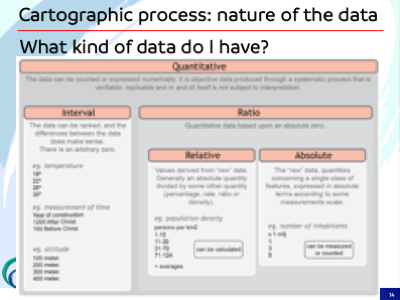 Cartographic process: nature of the data
What kind of data do I have?
Quantitative
The data can be counted or expressed numerically. It is objective data produced through a systematic process that is
verifiable, replicable and in and of itself is not subject to interpretation.
Interval
The data can be ranked, and the
differences between the data
does make sense.
There is an arbitrary zero.
eg. temperature
eg. measurement of time
Year of construction
1200 After Christ
100 Before Christ
eg. altitude
100 meter
200 meter
300 meter
400 meter
Ratio
Quantitative data based upon an absolute zero.
Relative
Values derived from "raw" data.
Generally an absolute quantity
divided by some other quantity
(percentage, rate, ratio or
density).
eg. population density
persons per km2
1-10
11-30
31-70
71-124
+ averages
can be calculated
Absolute
The "raw" data, quantities
concerning a single class of
features, expressed in absolute
terms according to some
measurements scale.
eg. number of inhabitants
x 1 milj
1
3
5
can be measured
or counted
14